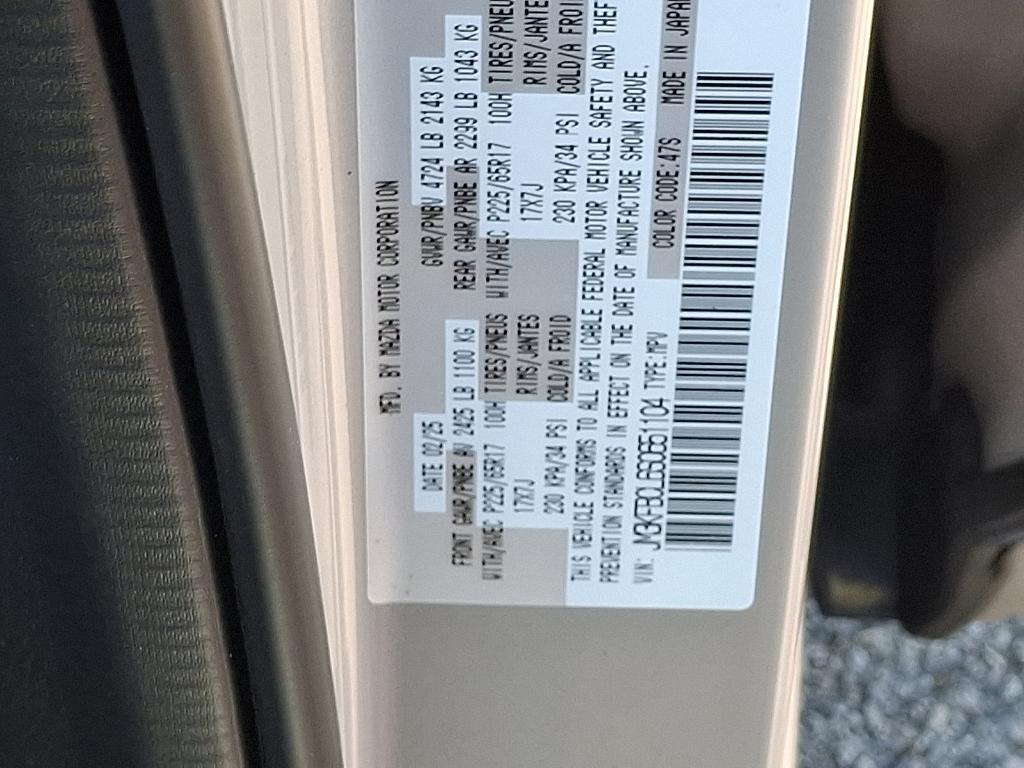 MFD. BY MAZDA MOTOR CORPORATION
DATE 02/25 GVWR/PNBV 4724 LB 2143 KG
FRONT GAWR/PNBE AV 2425 LB 1100 KG REAR GAWR/PNBE AR 2299 LB 1043 KG
WITH/AVEC P225/65R17 100H TIRES/PNEUS WITH/AVEC P225/65R17 100H TIRES/PNEU
17X7J RIMS/JANTES 17X7J RIMS/JANTE
230 KPA/34 PSI COLD/A FROID 230 KPA/34 PSI COLD/A FROI
THIS VEHICLE CONFORMS TO ALL APPLICABLE FEDERAL MOTOR VEHICLE SAFETY AND THEF
PREVENTION STANDARDS IN EFFECT ON THE DATE OF MANUFACTURE SHOWN ABOVE.
VIN: TYPE:MPV COLOR CODE:47S MADE IN JAPAN